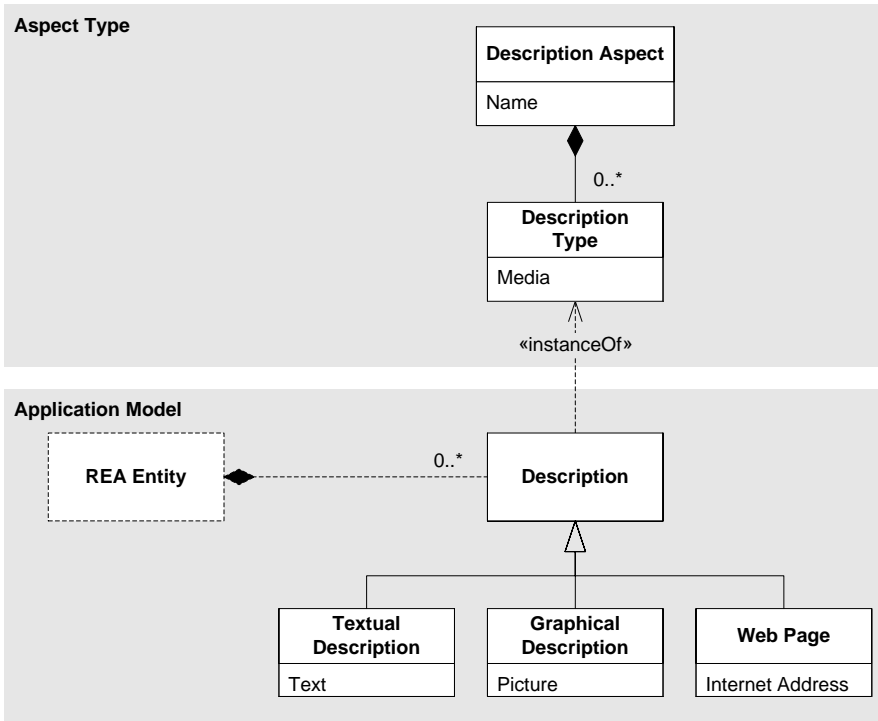 Aspect Type
Description Aspect
Name
0..*
Description
Type
Media
«instanceOf»
Application Model
REA Entity
0..*
Description
Textual
Description
Text
Graphical
Description
Picture
Web Page
Internet Address